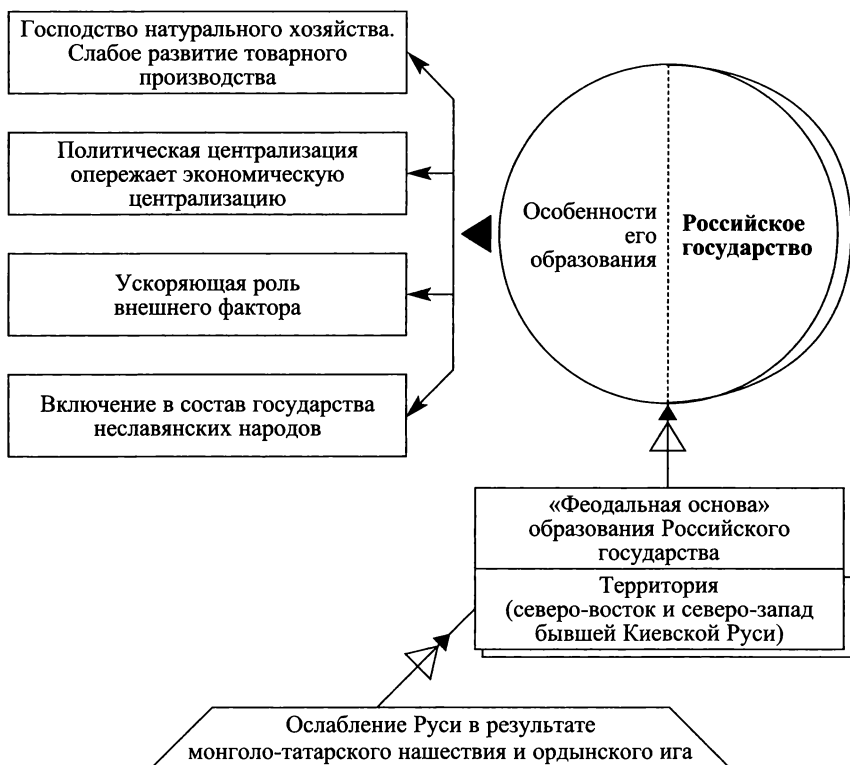 Господство натурального хозяйства.
Слабое развитие товарного
производства
Политическая централизация
опережает экономическую
централизацию
Ускоряющая роль
внешнего фактора
Включение в состав государства
неславянских народов
Особенности
его
образования
Российское
государство
«Феодальная основа»
образования Российского
государства
Территория
(северо-восток и северо-запад
бывшей Киевской Руси)
Ослабление Руси в результате
монголо-татарского нашествия и ордынского ига